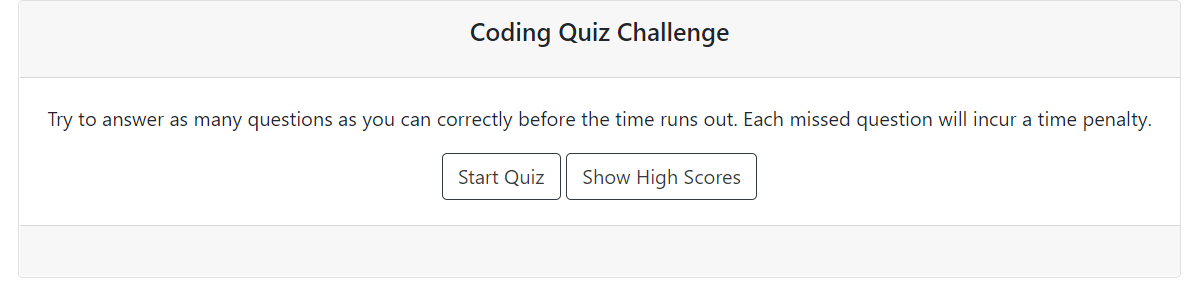 Coding Quiz Challenge
Try to answer as many questions as you can correctly before the time runs out. Each missed question will incur a time penalty.
Start Quiz
Show High Scores